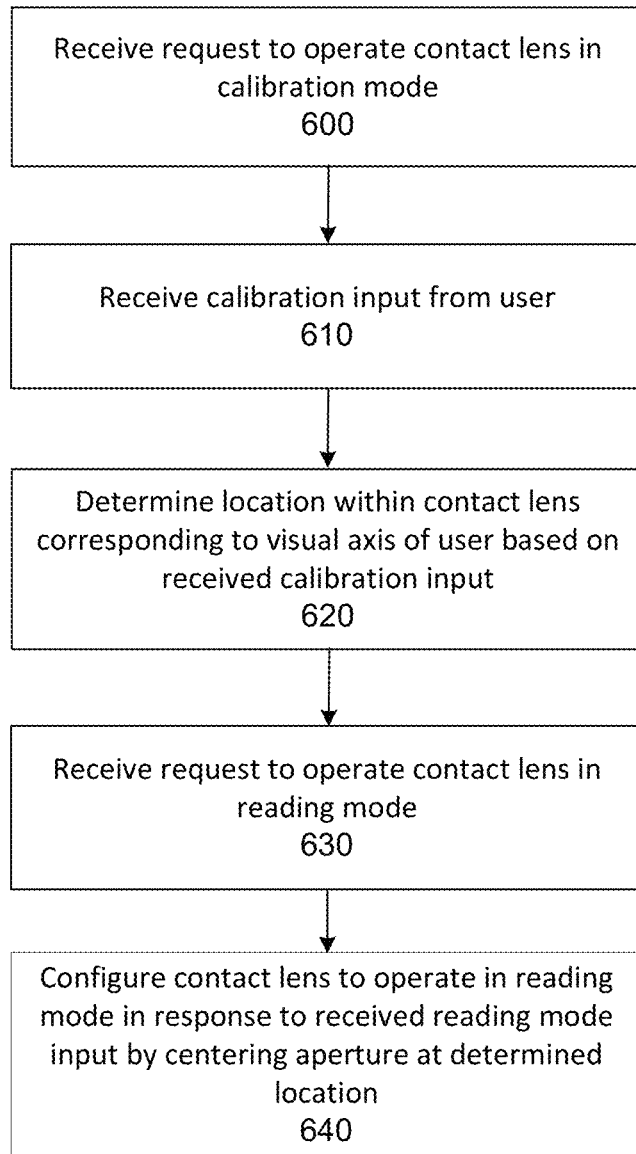 Receive request to operate contact lens in
calibration mode
600
Receive calibration input from user
610
Determine location within contact lens
corresponding to visual axis of user based on
received calibration input
620
Receive request to operate contact lens in
reading mode
630
Configure contact lens to operate in reading
mode in response to received reading mode
input by centering aperture at determined
location
640